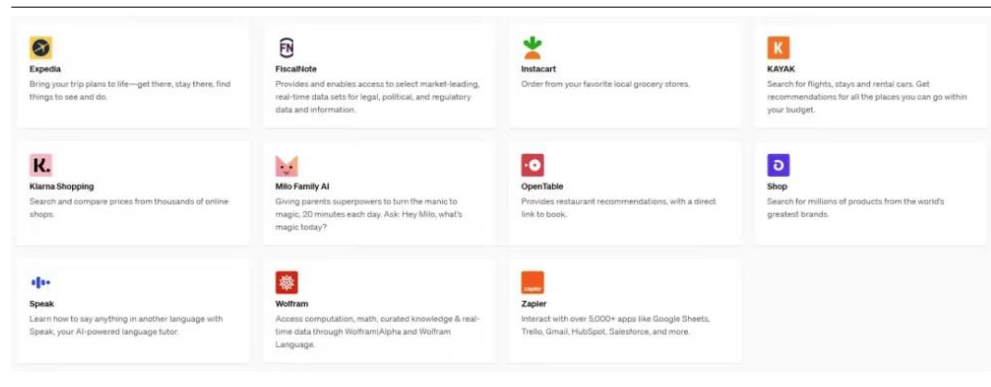 FN
K
Expedia
Bring your trip plans to life—get there, stay there, find
things to see and do.
FiscalNote
Provides and enables access to select market-leading,
real-time data sets for legal, political, and regulatory
data and information.
Instacart
Order from your favorite local grocery stores.
KAYAK
Search for flights, stays and rental cars. Get
recommendations for all the places you can go within
your budget.
K.
Klarna Shopping
Search and compare prices from thousands of online
shops.
Milo Family AI
Giving parents superpowers to turn the manic to
magic, 20 minutes each day. Ask: Hey Milo, what's
magic today?
OpenTable
Provides restaurant recommendations, with a direct
link to book.
Shop
Search for millions of products from the world's
greatest brands.
Speak
Learn how to say anything in another language with
Speak, your AI-powered language tutor.
Wolfram
Access computation, math, curated knowledge & real-
time data through Wolfram|Alpha and Wolfram
Language.
zapier
Zapier
Interact with over 5,000+ apps like Google Sheets,
Trello, Gmail, HubSpot, Salesforce, and more.